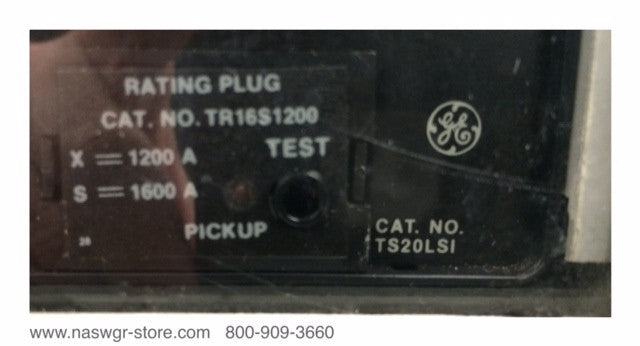 RATING PLUG
CAT. NO. TR16S1200
X = 1200 A
TEST
S = 1600 A
PICKUP
GE
CAT. NO.
TS20LSI
www.naswgr-store.com 800-909-3660